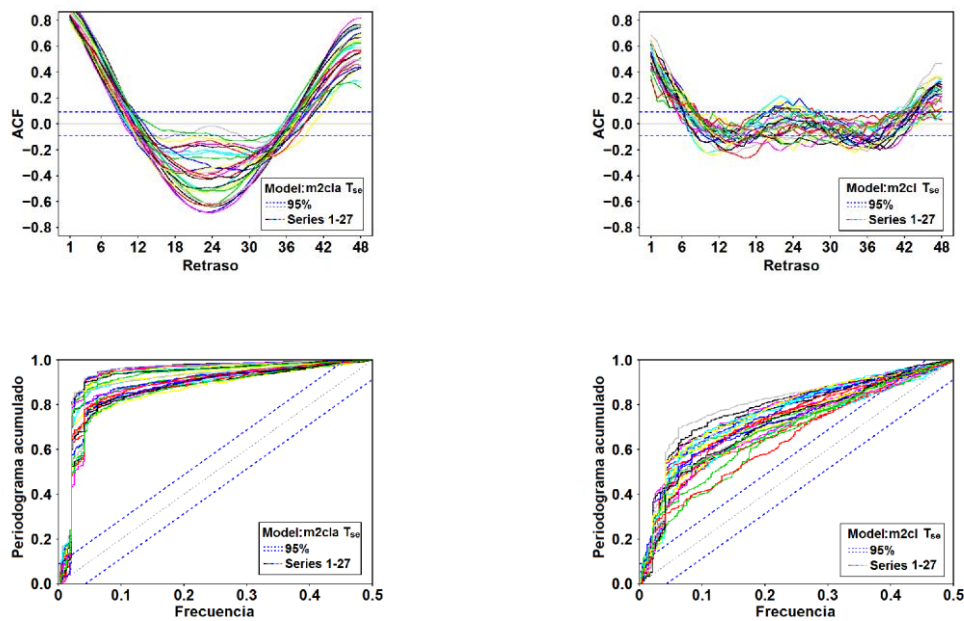 ACF
0.8
0.6
0.4
0.2
0.0
−0.2
−0.4
−0.6
−0.8
Model:m2cla Tse
95%
Series 1-27
1 6 12 18 24 30 36 42 48
Retraso
ACF
0.8
0.6
0.4
0.2
0.0
−0.2
−0.4
−0.6
−0.8
Model:m2cl Tse
95%
Series 1-27
1 6 12 18 24 30 36 42 48
Retraso
Periodograma acumulado
1.0
0.8
0.6
0.4
0.2
0.0
Model:m2cla Tse
95%
Series 1-27
0 0.1 0.2 0.3 0.4 0.5
Frecuencia
Periodograma acumulado
1.0
0.8
0.6
0.4
0.2
0.0
Model:m2cl Tse
95%
Series 1-27
0 0.1 0.2 0.3 0.4 0.5
Frecuencia